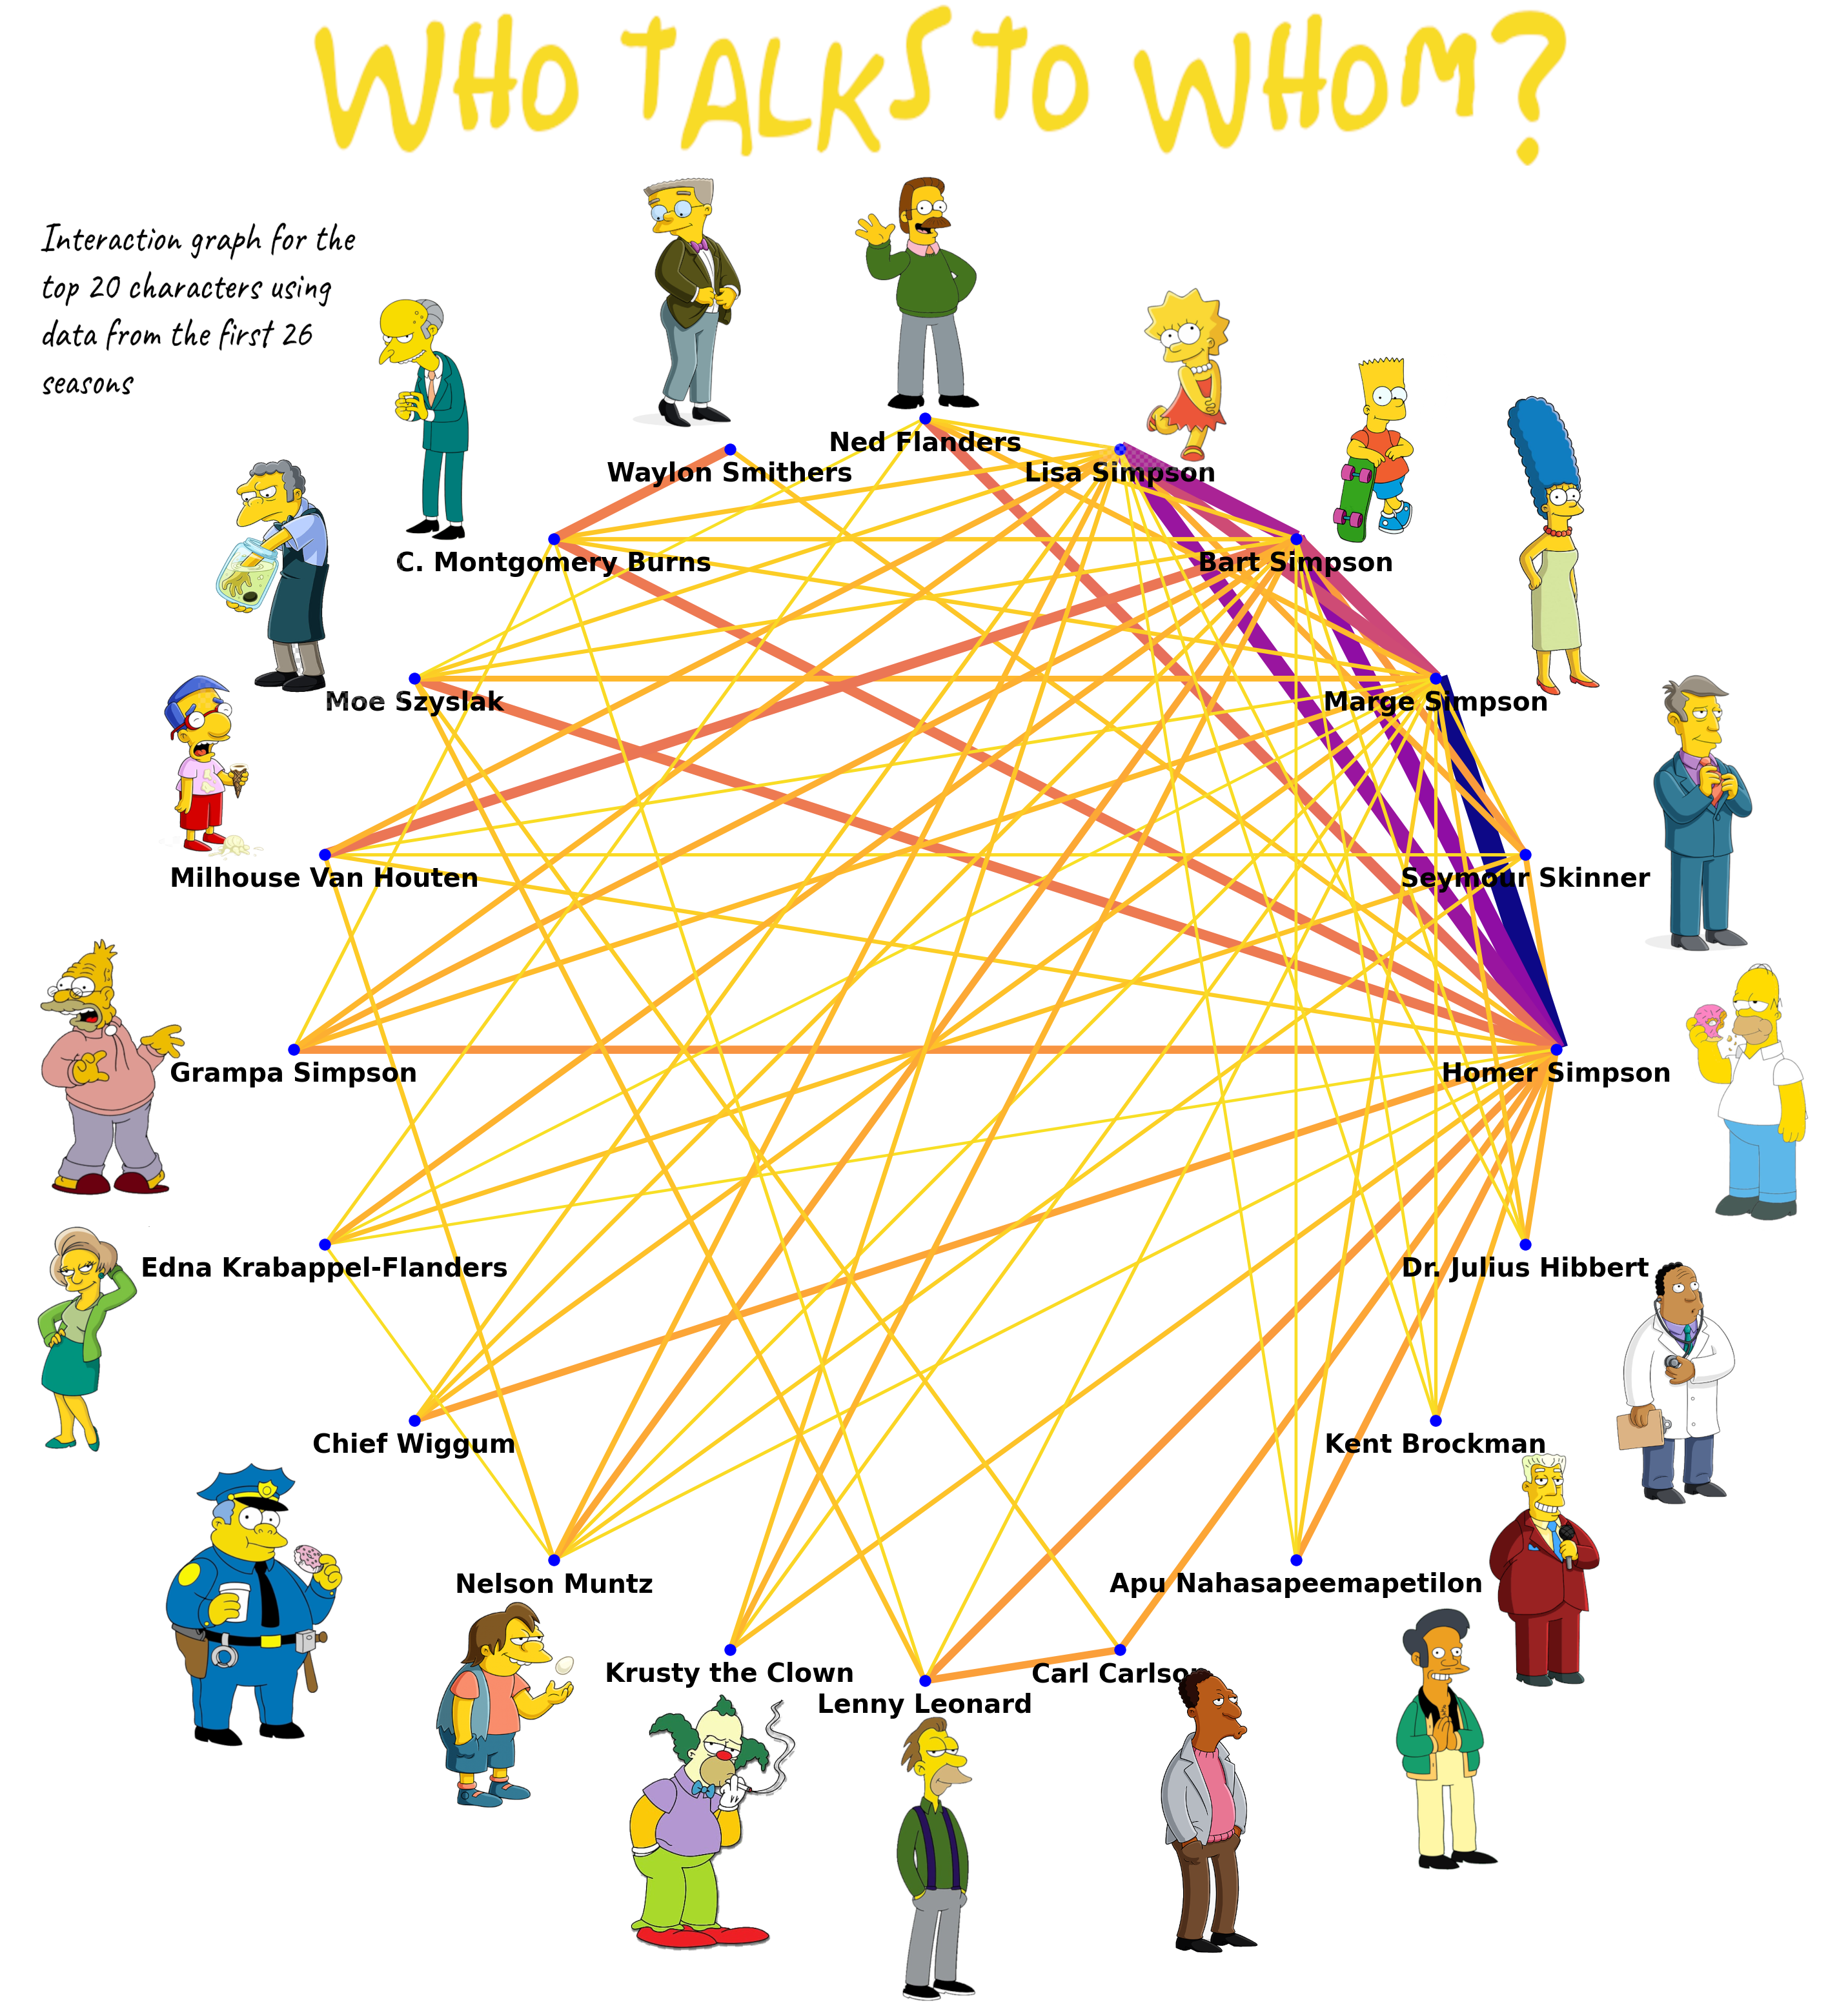 WHO TALKS TO WHOM?
Interaction graph for the
top 20 characters using
data from the first 26
seasons
Ned Flanders
Waylon Smithers
Lisa Simpson
C. Montgomery Burns
Bart Simpson
Moe Szyslak
Marge Simpson
Milhouse Van Houten
Seymour Skinner
Grampa Simpson
Homer Simpson
Edna Krabappel-Flanders
Dr. Julius Hibbert
Chief Wiggum
Kent Brockman
Nelson Muntz
Apu Nahasapeemapetilon
Krusty the Clown
Carl Carlson
Lenny Leonard